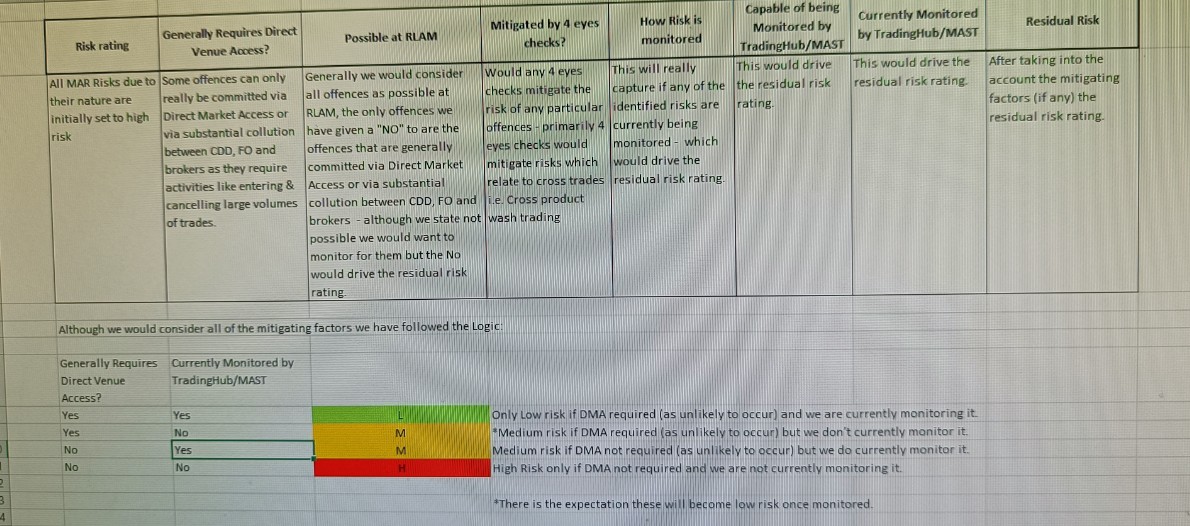 Risk rating
Generally Requires Direct
Venue Access?
Possible at RLAM
Mitigated by 4 eyes
checks?
How Risk is
monitored
Capable of being
Monitored by
TradingHub/MAST
Currently Monitored
by TradingHub/MAST
Residual Risk
All MAR Risks due to
their nature are
initially set to high
risk
Some offences can only
really be committed via
Direct Market Access or
via substantial collution
between CDD, FO and
brokers as they require
activities like entering &
cancelling large volumes
of trades.
Generally we would consider
all offences as possible at
RLAM, the only offences we
have given a "NO" to are the
offences that are generally
committed via Direct Market
Access or via substantial
collution between CDD, FO and
brokers - although we state not
possible we would want to
monitor for them but the No
would drive the residual risk
rating.
Would any 4 eyes
checks mitigate the
risk of any particular
offences - primarily 4
eyes checks would
mitigate risks which
relate to cross trades
i.e. Cross product
wash trading
This will really
capture if any of the
identified risks are
currently being
monitored - which
would drive the
residual risk rating.
This would drive
the residual risk
rating.
This would drive the
residual risk rating.
After taking into the
account the mitigating
factors (if any) the
residual risk rating.
Although we would consider all of the mitigating factors we have followed the Logic:
Generally Requires
Direct Venue
Access?
Currently Monitored by
TradingHub/MAST
Yes Yes L Only Low risk if DMA required (as unlikely to occur) and we are currently monitoring it.
Yes No M *Medium risk if DMA required (as unlikely to occur) but we don't currently monitor it.
No Yes M Medium risk if DMA not required (as unlikely to occur) but we do currently monitor it.
No No H High Risk only if DMA not required and we are not currently monitoring it.
*There is the expectation these will become low risk once monitored.
2
3
4